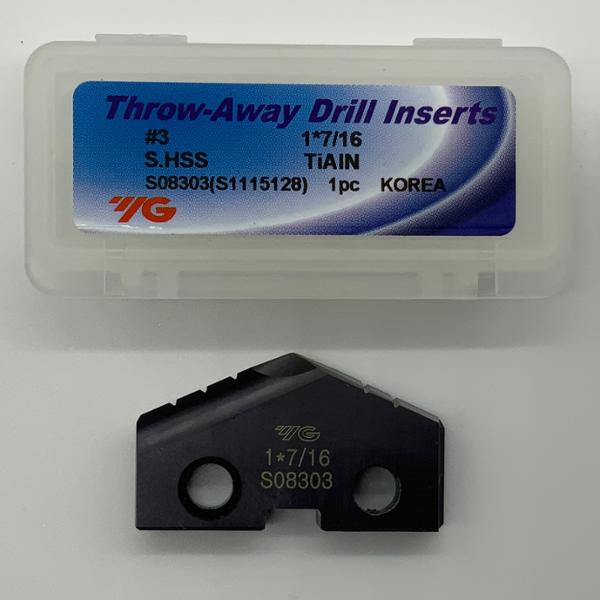 Throw-Away Drill Inserts
#3 1*7/16
S.HSS TiAIN
S08303(S1115128) 1pc KOREA
YG
YG
1*7/16
S08303